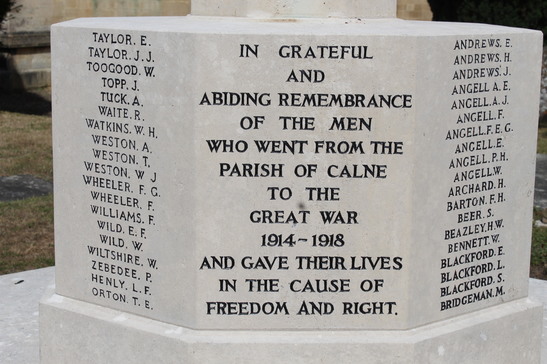 TAYLOR. E.
TAYLOR. J. J.
TOOGOOD. W.
TOPP. J.
TUCK. A.
WAITE. R.
WATKINS. W. H.
WESTON. A.
WESTON. T.
WESTON. W J
WHEELER. F. G.
WHEELER. F.
WILLIAMS. F.
WILD. E. F.
WILD. W.
WILTSHIRE. W.
ZEBEDEE. P.
HENLY. L. F.
ORTON. T. E.
IN GRATEFUL
AND
ABIDING REMEMBRANCE
OF THE MEN
WHO WENT FROM THE
PARISH OF CALNE
TO THE
GREAT WAR
1914-1918
AND GAVE THEIR LIVES
IN THE CAUSE OF
FREEDOM AND RIGHT.
ANDREWS. E.
ANDREWS. H.
ANDREWS. J.
ANGELL A. E.
ANGELL. A. J.
ANGELL. F.
ANGELL. F. E. G.
ANGELL. E.
ANGELL. P. H.
ANGELL. W.
ARCHARD. H.
BARTON. F. H.
BEER. S.
BEAZLEY, H.W.
BENNETT. W.
BLACKFORD. E.
BLACKFORD. L.
BLACKFORD. S.
BRIDGEMAN. M.